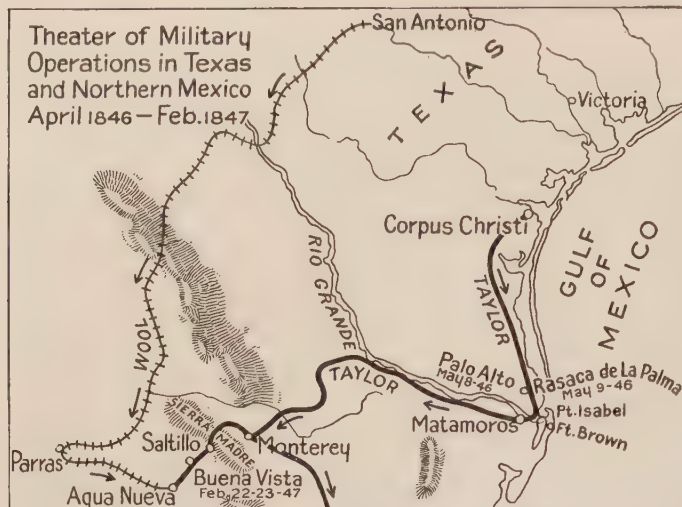 Theater of Military
Operations in Texas
and Northern Mexico
April 1846 — Feb. 1847
San Antonio
TEXAS
Victoria
Corpus Christi
GULF
OF
MEXICO
RIO GRANDE
TAYLOR
WOOL
Palo Alto
May 8-46
Rasaca de La Palma
May 9-46
TAYLOR
Pt. Isabel
Matamoros
Ft. Brown
SIERRA
MADRE
Saltillo
Monterey
Parras
Buena Vista
Feb. 22-23-47
Agua Nueva